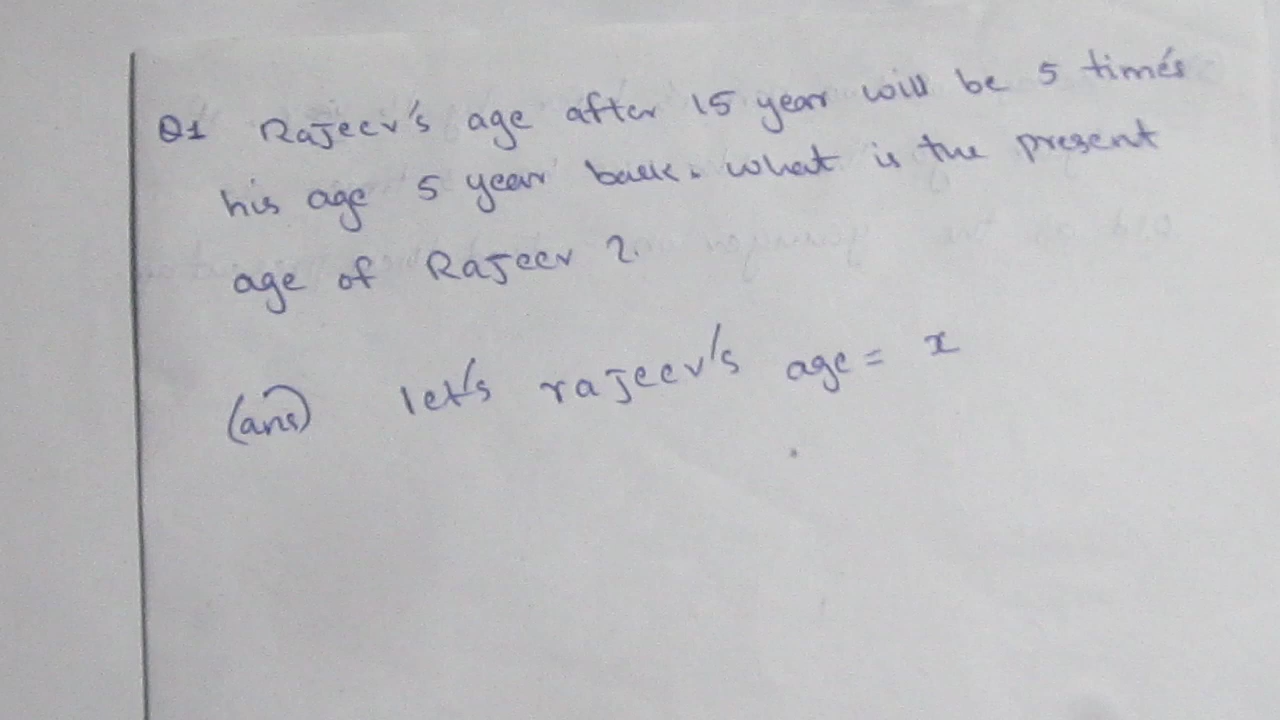 Q1 Rajeev's age after 15 year will be 5 times
his age 5 year back. what is the present
age of Rajeev ?
(ans) let's rajeev's age = x